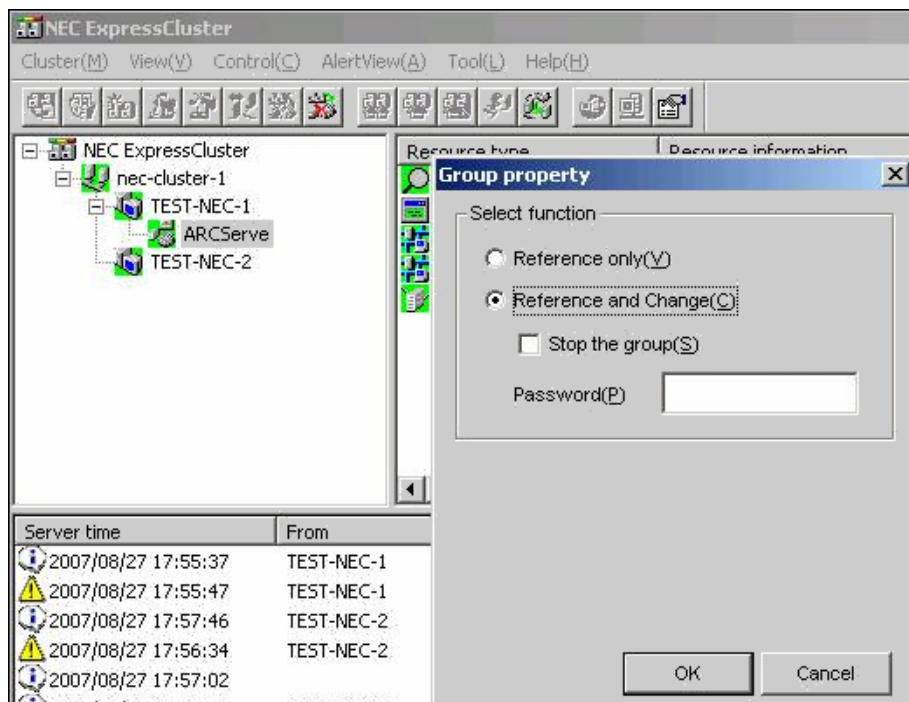 NEC ExpressCluster
Cluster(M) View(V) Control(C) AlertView(A) Tool(L) Help(H)
NEC ExpressCluster
nec-cluster-1
TEST-NEC-1
ARCServe
TEST-NEC-2
Resource type Resource information
Group property
Select function
Reference only(V)
Reference and Change(C)
Stop the group(S)
Password(P)
OK Cancel
Server time From
2007/08/27 17:55:37 TEST-NEC-1
2007/08/27 17:55:47 TEST-NEC-1
2007/08/27 17:57:46 TEST-NEC-2
2007/08/27 17:56:34 TEST-NEC-2
2007/08/27 17:57:02